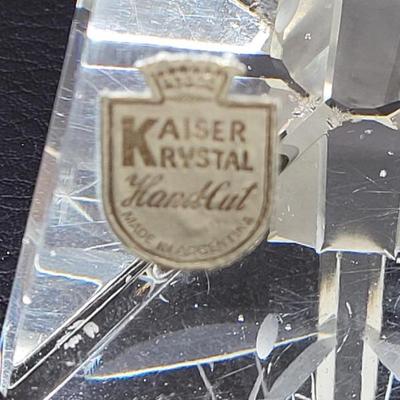 KAISER
KRYSTAL
Hand Cut
MADE IN ARGENTINA